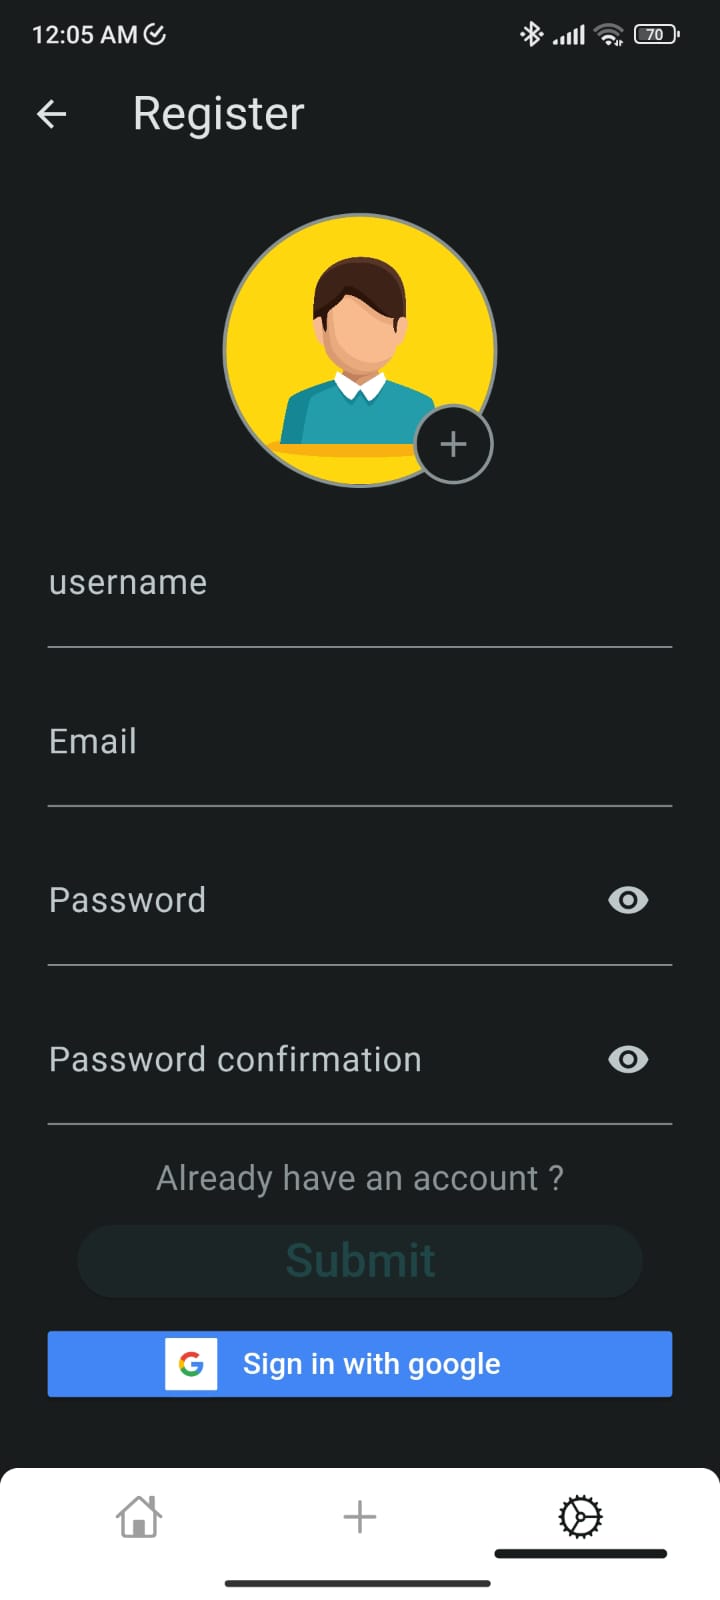 12:05 AM
70
Register
username
Email
Password
Password confirmation
Already have an account ?
Submit
G Sign in with google